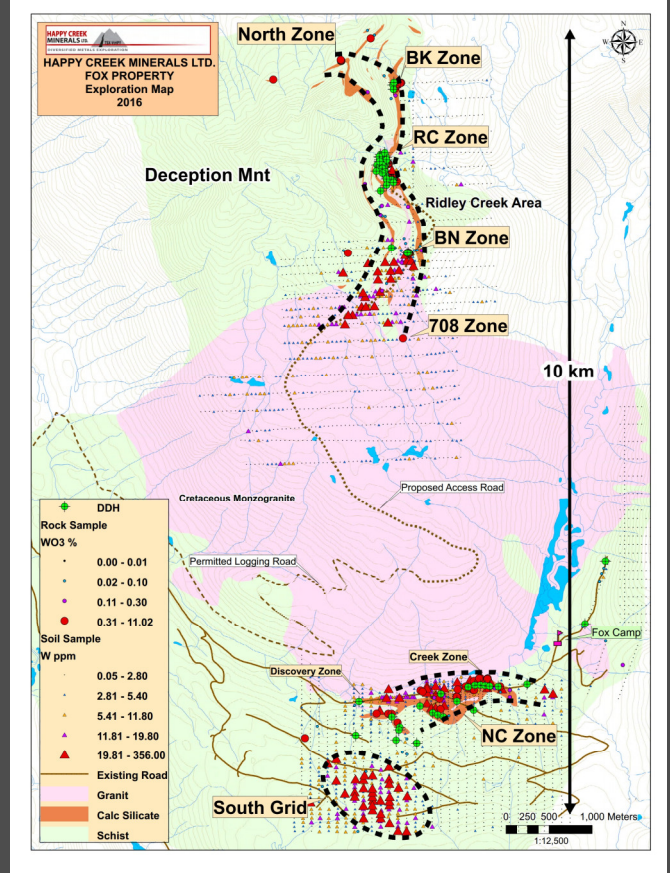 HAPPY CREEK
MINERALS LTD.
DIVERSIFIED METALS EXPLORATION
HAPPY CREEK MINERALS LTD.
FOX PROPERTY
Exploration Map
2016
North Zone
BK Zone
RC Zone
Deception Mnt
Ridley Creek Area
BN Zone
708 Zone
N
W E
S
10 km
Cretaceous Monzogranite
Proposed Access Road
Permitted Logging Road
Fox Camp
Creek Zone
Discovery Zone
NC Zone
South Grid
DDH
Rock Sample
WO3 %
0.00 - 0.01
0.02 - 0.10
0.11 - 0.30
0.31 - 11.02
Soil Sample
W ppm
0.05 - 2.80
2.81 - 5.40
5.41 - 11.80
11.81 - 19.80
19.81 - 356.00
Existing Road
Granit
Calc Silicate
Schist
0 250 500 1,000 Meters
1:12,500